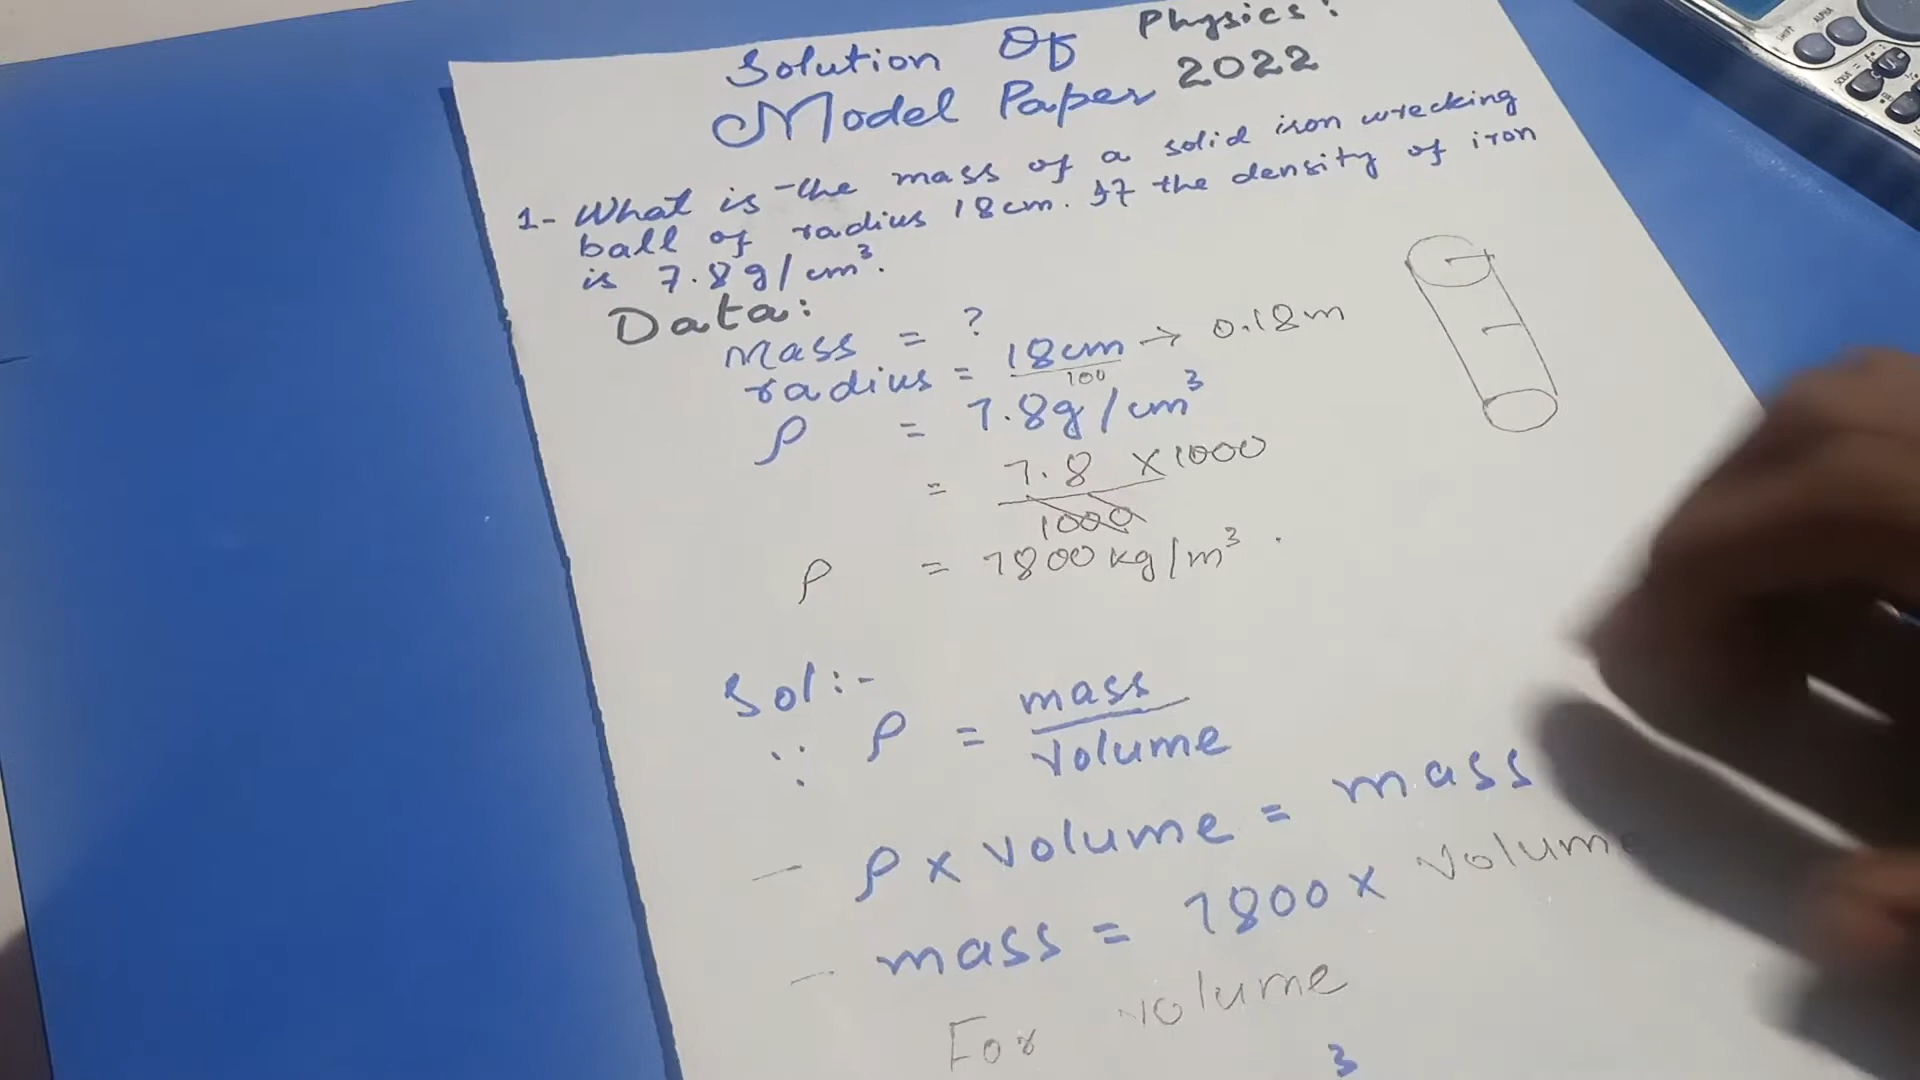 Solution Of Physics:
Model Paper 2022
1- What is the mass of a solid iron wrecking
ball of radius 18cm. If the density of iron
is 7.8g/cm³.
Data:
Mass = ?
radius = 18cm/100 → 0.18m
ρ = 7.8g/cm³
= 7.8 × 1000
1000
ρ = 7800 kg/m³.
Sol:-
∵ ρ = mass/volume
ρ × volume = mass
mass = 7800 × volume
For volume
3